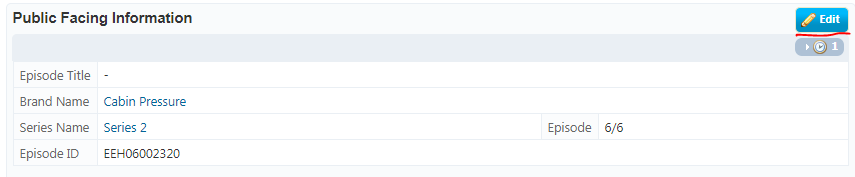 Public Facing Information Edit
1
Episode Title -
Brand Name Cabin Pressure
Series Name Series 2 Episode 6/6
Episode ID EEH06002320